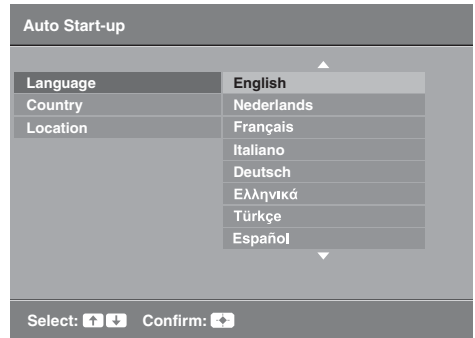 Auto Start-up
Language
English
Country
Nederlands
Location
Français
Italiano
Deutsch
Ελληνικά
Türkçe
Español
Select: Confirm: